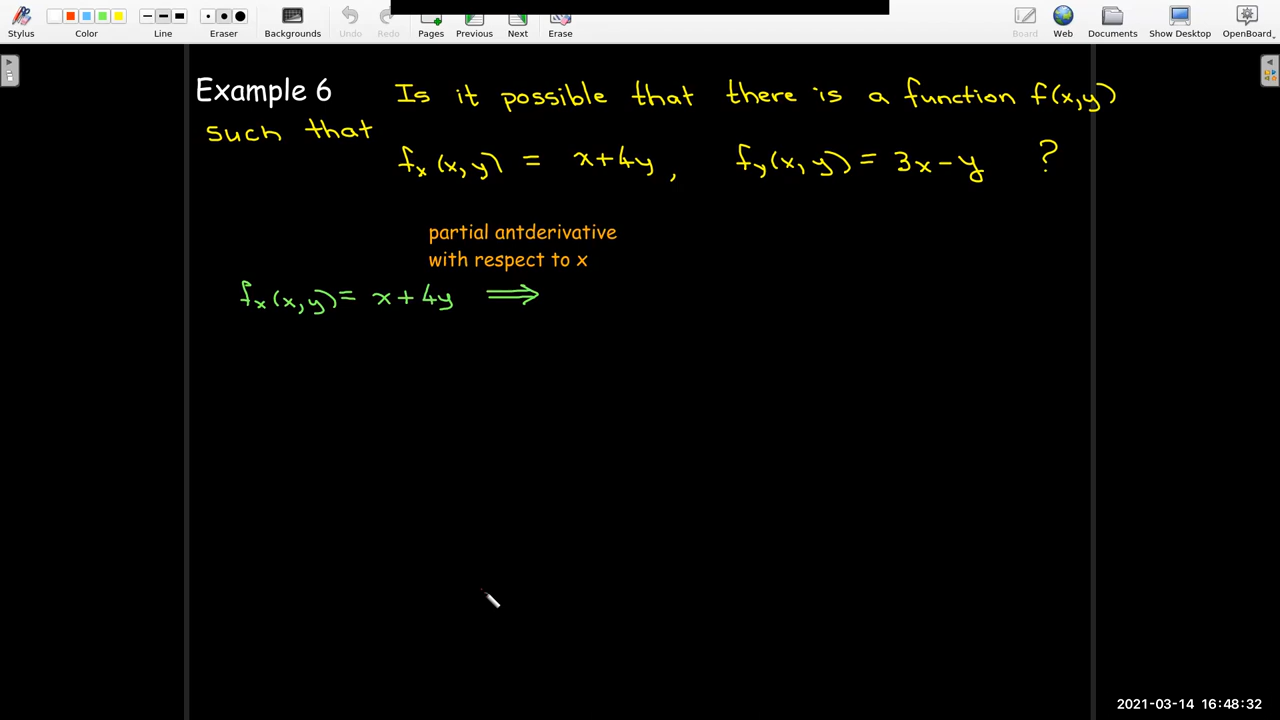 Stylus Color Line Eraser Backgrounds Undo Redo Pages Previous Next Erase Board Web Documents Show Desktop OpenBoard
Example 6 Is it possible that there is a function f(x,y)
such that
fx(x,y) = x+4y, fy(x,y) = 3x-y ?
partial antderivative
with respect to x
fx(x,y) = x+4y ⟹
2021-03-14 16:48:32